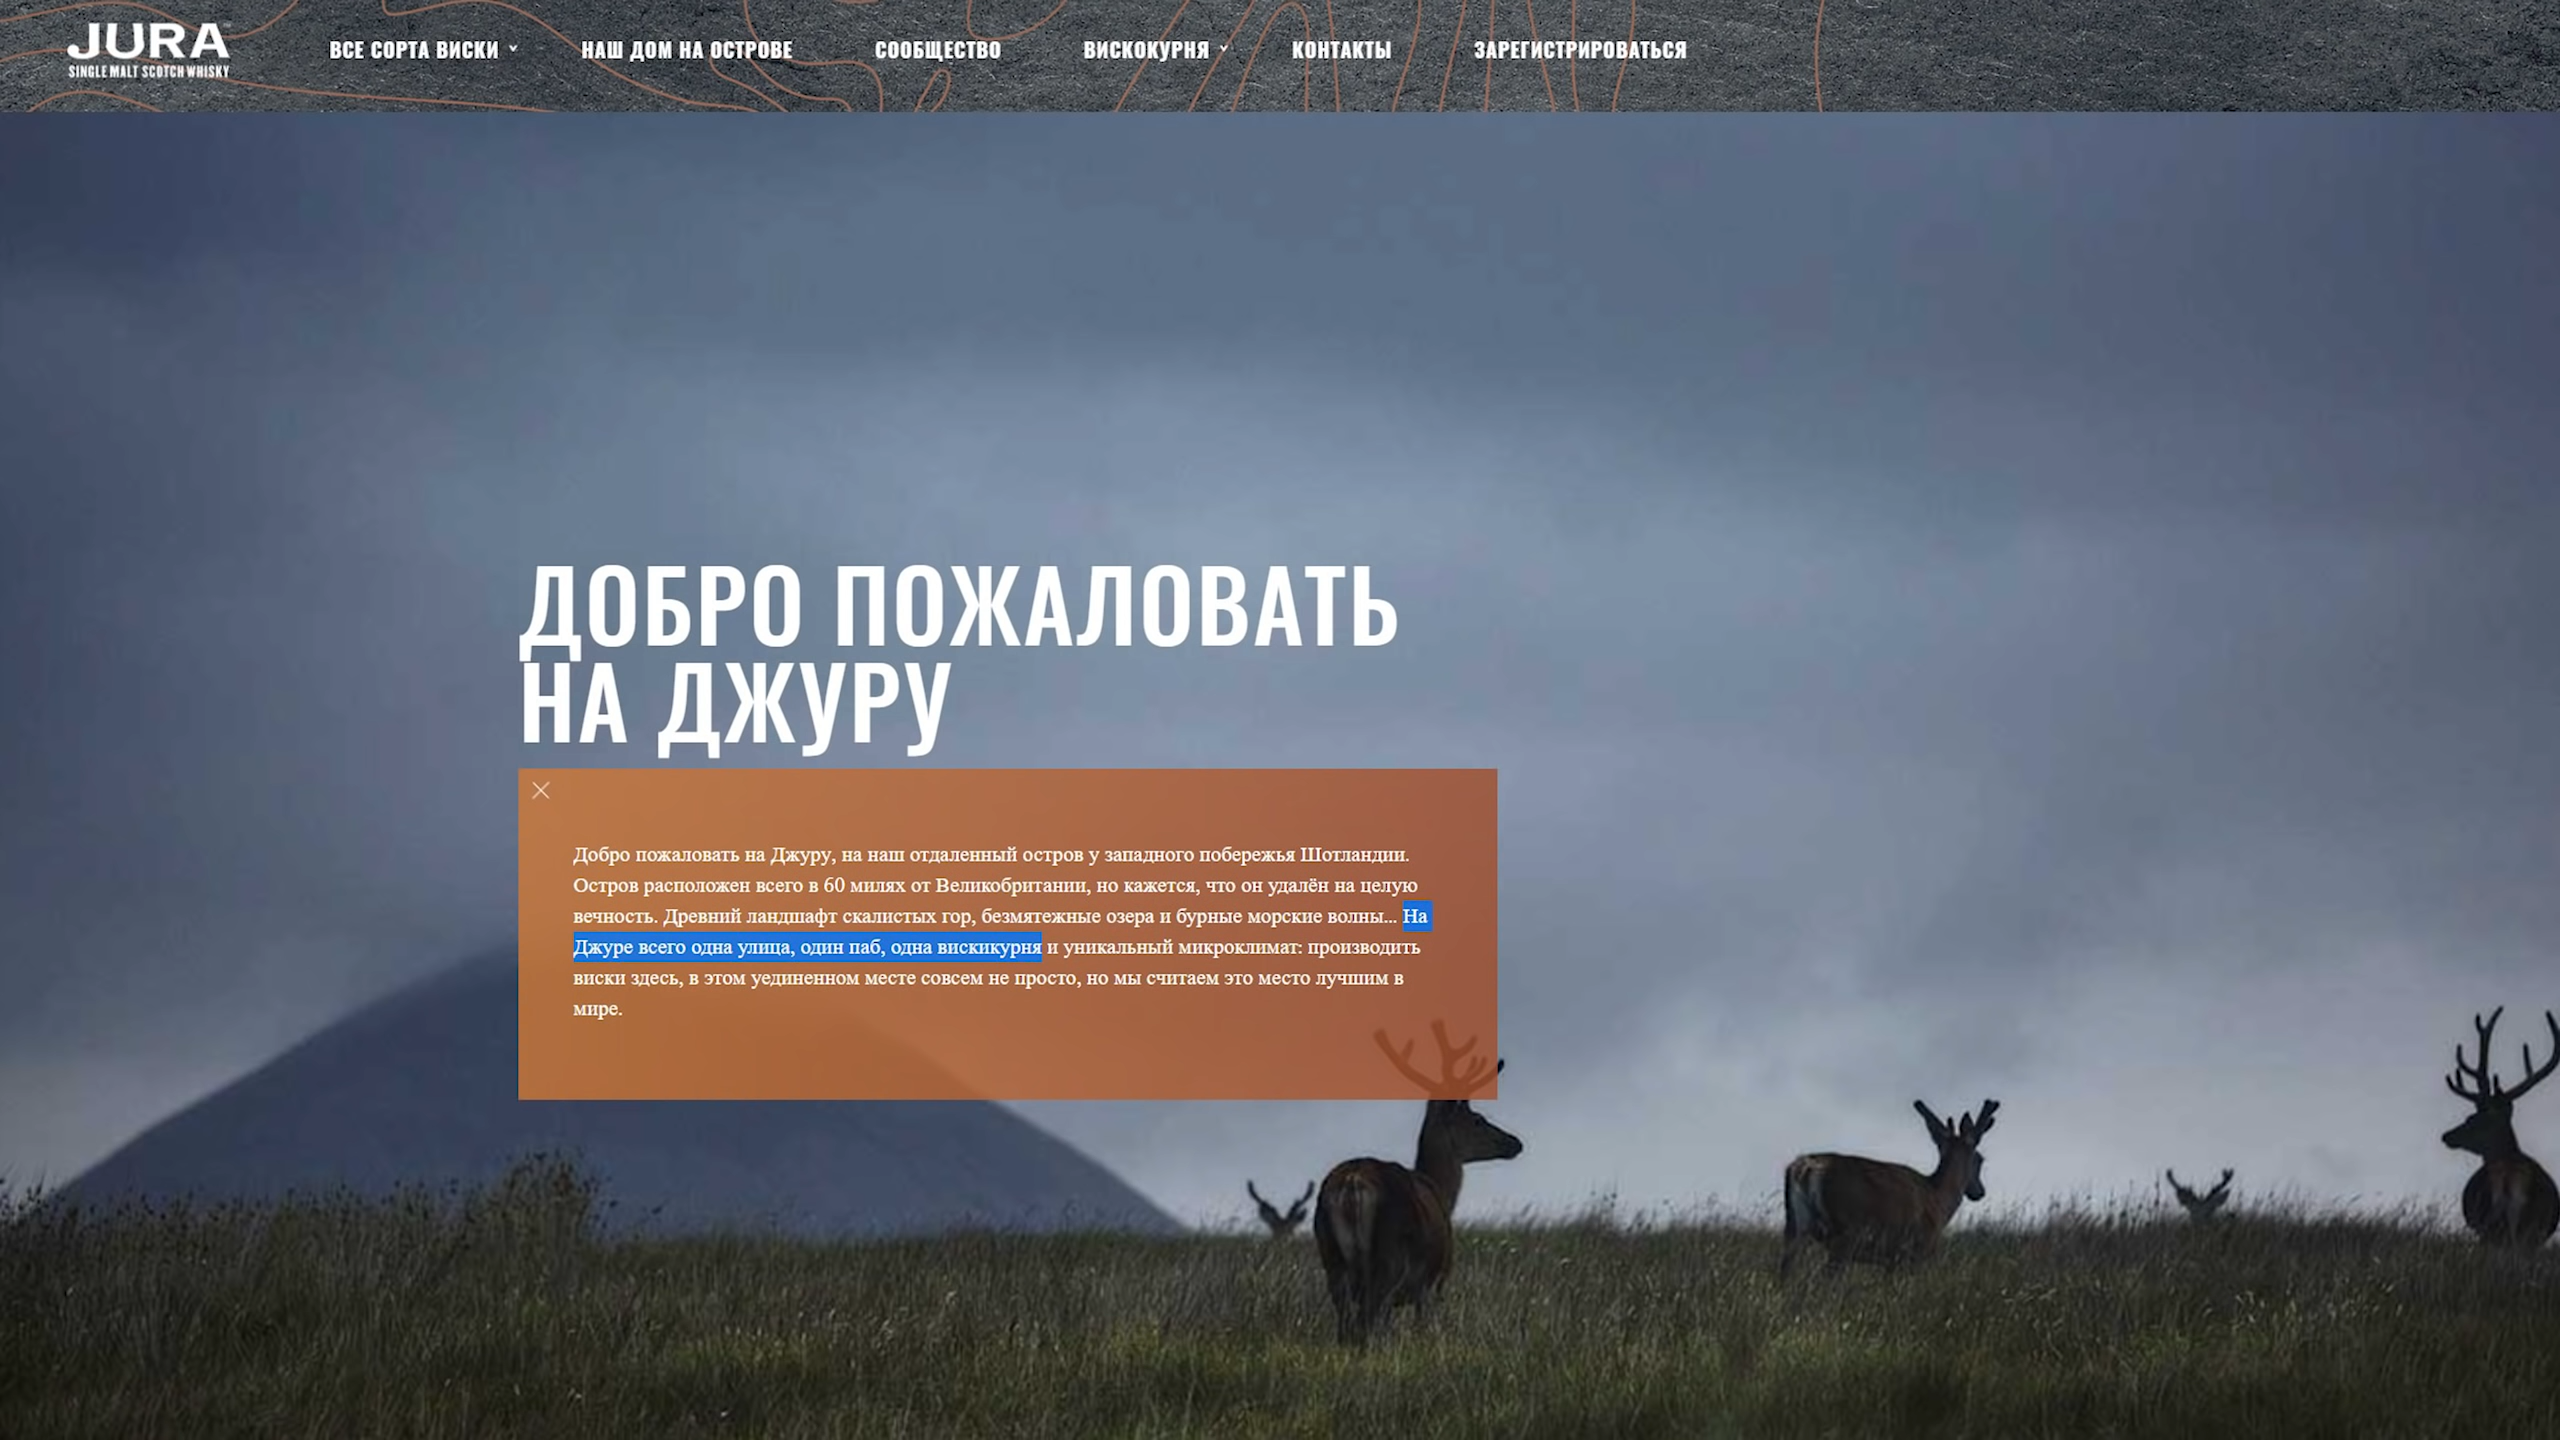 JURA
SINGLE MALT SCOTCH WHISKY
ВСЕ СОРТА ВИСКИ
НАШ ДОМ НА ОСТРОВЕ
СООБЩЕСТВО
ВИСКОКУРНЯ
КОНТАКТЫ
ЗАРЕГИСТРИРОВАТЬСЯ
ДОБРО ПОЖАЛОВАТЬ
НА ДЖУРУ
Добро пожаловать на Джуру, на наш отдаленный остров у западного побережья Шотландии.
Остров расположен всего в 60 милях от Великобритании, но кажется, что он удалён на целую
вечность. Древний ландшафт скалистых гор, безмятежные озера и бурные морские волны... На
Джуре всего одна улица, один паб, одна вискикурня и уникальный микроклимат: производить
виски здесь, в этом уединенном месте совсем не просто, но мы считаем это место лучшим в
мире.